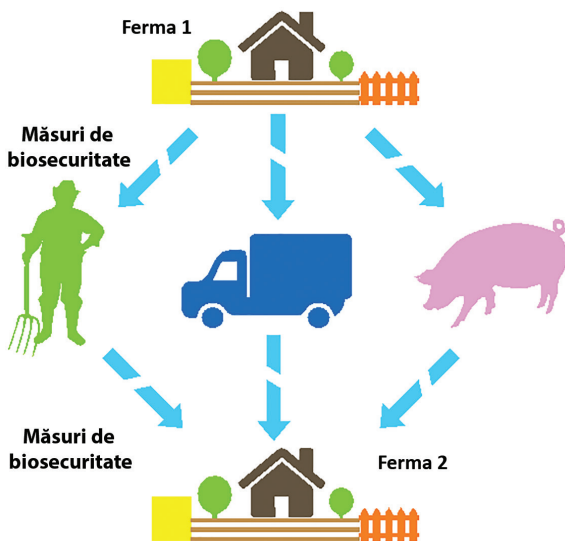 Ferma 1
Măsuri de
biosecuritate
Măsuri de
biosecuritate
Ferma 2